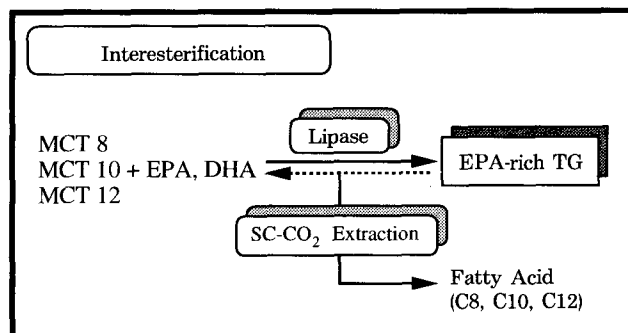 Interesterification
Lipase
MCT 8
MCT 10 + EPA, DHA
MCT 12
EPA-rich TG
SC-CO₂ Extraction
Fatty Acid
(C8, C10, C12)